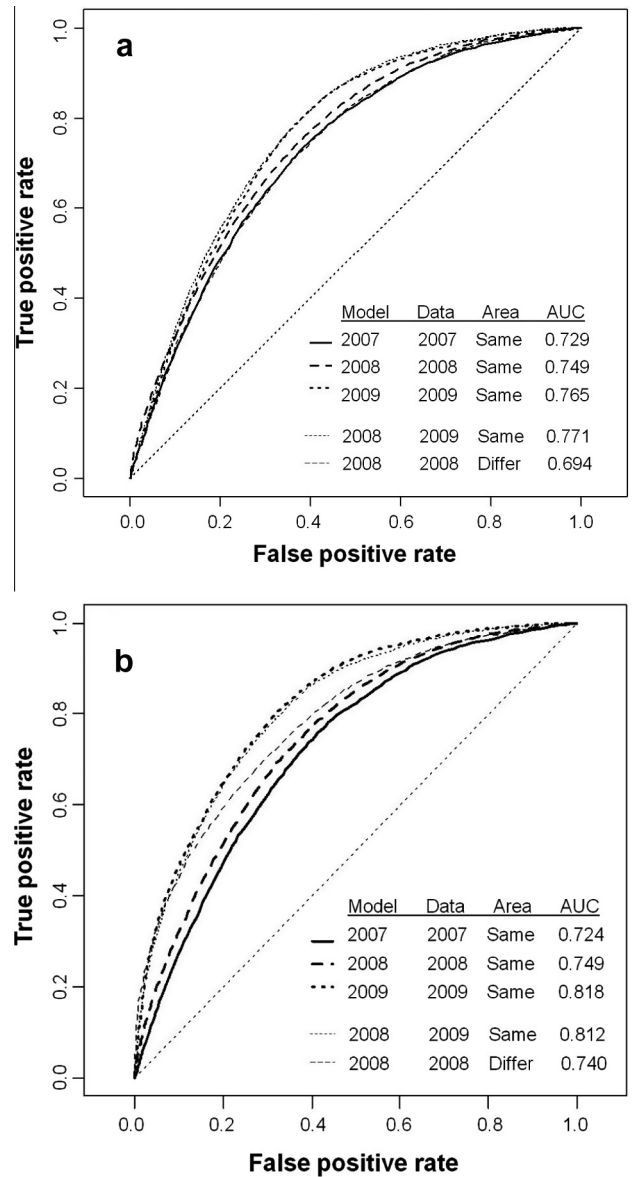 a
True positive rate
1.0
0.8
0.6
0.4
0.2
0.0
Model Data Area AUC
2007 2007 Same 0.729
2008 2008 Same 0.749
2009 2009 Same 0.765
2008 2009 Same 0.771
2008 2008 Differ 0.694
0.0 0.2 0.4 0.6 0.8 1.0
False positive rate
b
True positive rate
1.0
0.8
0.6
0.4
0.2
0.0
Model Data Area AUC
2007 2007 Same 0.724
2008 2008 Same 0.749
2009 2009 Same 0.818
2008 2009 Same 0.812
2008 2008 Differ 0.740
0.0 0.2 0.4 0.6 0.8 1.0
False positive rate